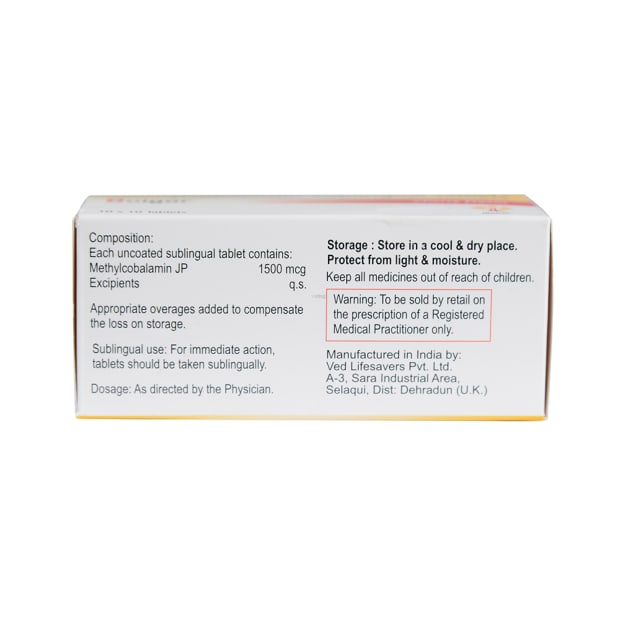 10 x 10 Tablets
Composition:
Each uncoated sublingual tablet contains:
Methylcobalamin JP 1500 mcg
Excipients q.s.
Appropriate overages added to compensate
the loss on storage.
Sublingual use: For immediate action,
tablets should be taken sublingually.
Dosage: As directed by the Physician.
Storage : Store in a cool & dry place.
Protect from light & moisture.
Keep all medicines out of reach of children.
Warning: To be sold by retail on
the prescription of a Registered
Medical Practitioner only.
Manufactured in India by:
Ved Lifesavers Pvt. Ltd.
A-3, Sara Industrial Area,
Selaqui, Dist: Dehradun (U.K.)